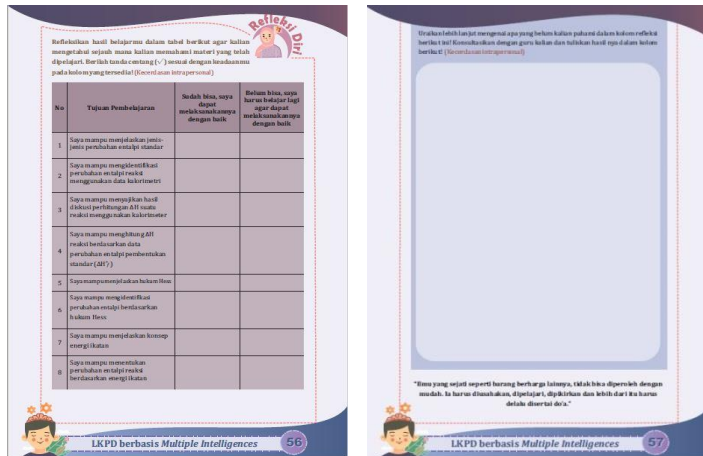 Refleksi Diri
Refleksikan hasil belajarmu dalam tabel berikut agar kalian
mengetahui sejauh mana kalian memahami materi yang telah
dipelajari. Berilah tanda centang (√) sesuai dengan keadaanmu
pada kolom yang tersedia! (Kecerdasan intrapersonal)
No
Tujuan Pembelajaran
Sudah bisa, saya
dapat
melaksanakannya
dengan baik
Belum bisa, saya
harus belajar lagi
agar dapat
melaksanakannya
dengan baik
1
Saya mampu menjelaskan jenis-
jenis perubahan entalpi standar
2
Saya mampu mengidentifikasi
perubahan entalpi reaksi
menggunakan data kalorimetri
3
Saya mampu menyajikan hasil
diskusi perhitungan ΔH suatu
reaksi menggunakan kalorimeter
4
Saya mampu menghitung ΔH
reaksi berdasarkan data
perubahan entalpi pembentukan
standar (ΔH°f)
5
Saya mampu menjelaskan hukum Hess
6
Saya mampu mengidentifikasi
perubahan entalpi berdasarkan
hukum Hess
7
Saya mampu menjelaskan konsep
energi ikatan
8
Saya mampu menentukan
perubahan entalpi reaksi
berdasarkan energi ikatan
LKPD berbasis Multiple Intelligences 56
Uraikan lebih lanjut mengenai apa yang belum kalian pahami dalam kolom refleksi
berikut ini! Konsultasikan dengan guru kalian dan tuliskan hasil nya dalam kolom
berikut! (Kecerdasan intrapersonal)
"Ilmu yang sejati seperti barang berharga lainnya, tidak bisa diperoleh dengan
mudah. Ia harus diusahakan, dipelajari, dipikirkan dan lebih dari itu harus
selalu disertai do'a."
LKPD berbasis Multiple Intelligences 57